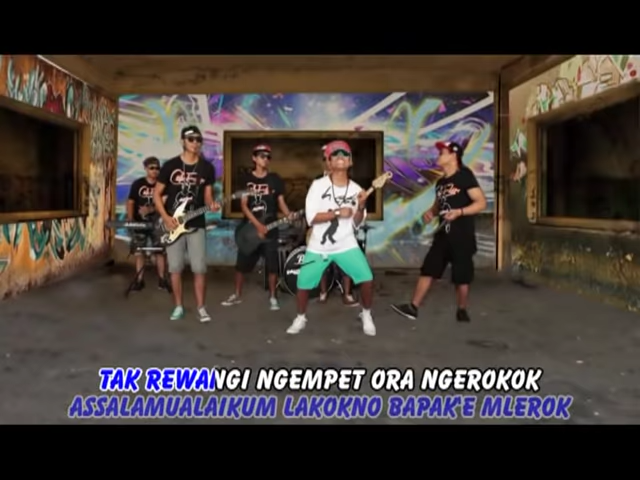 TAK REWANGI NGEMPET ORA NGEROKOK
ASSALAMUALAIKUM LAKOKNO BAPAK'E MLEROK